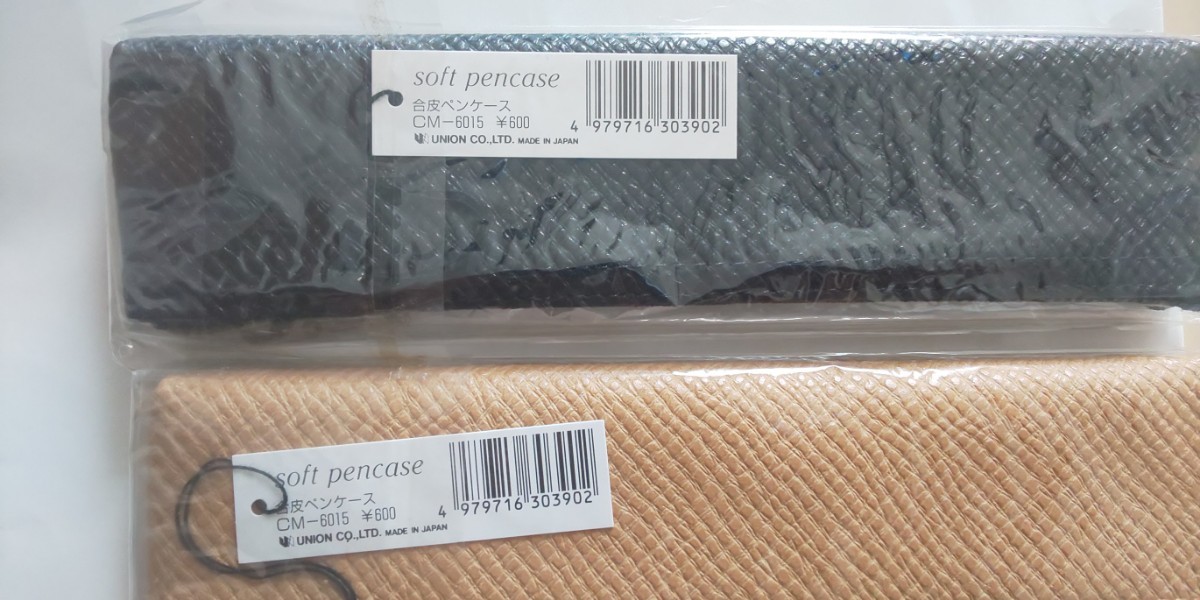 soft pencase
合皮ペンケース
CM-6015 ¥600
UNION CO.,LTD. MADE IN JAPAN
4 979716 303902
soft pencase
合皮ペンケース
CM-6015 ¥600
UNION CO.,LTD. MADE IN JAPAN
4 979716 303902